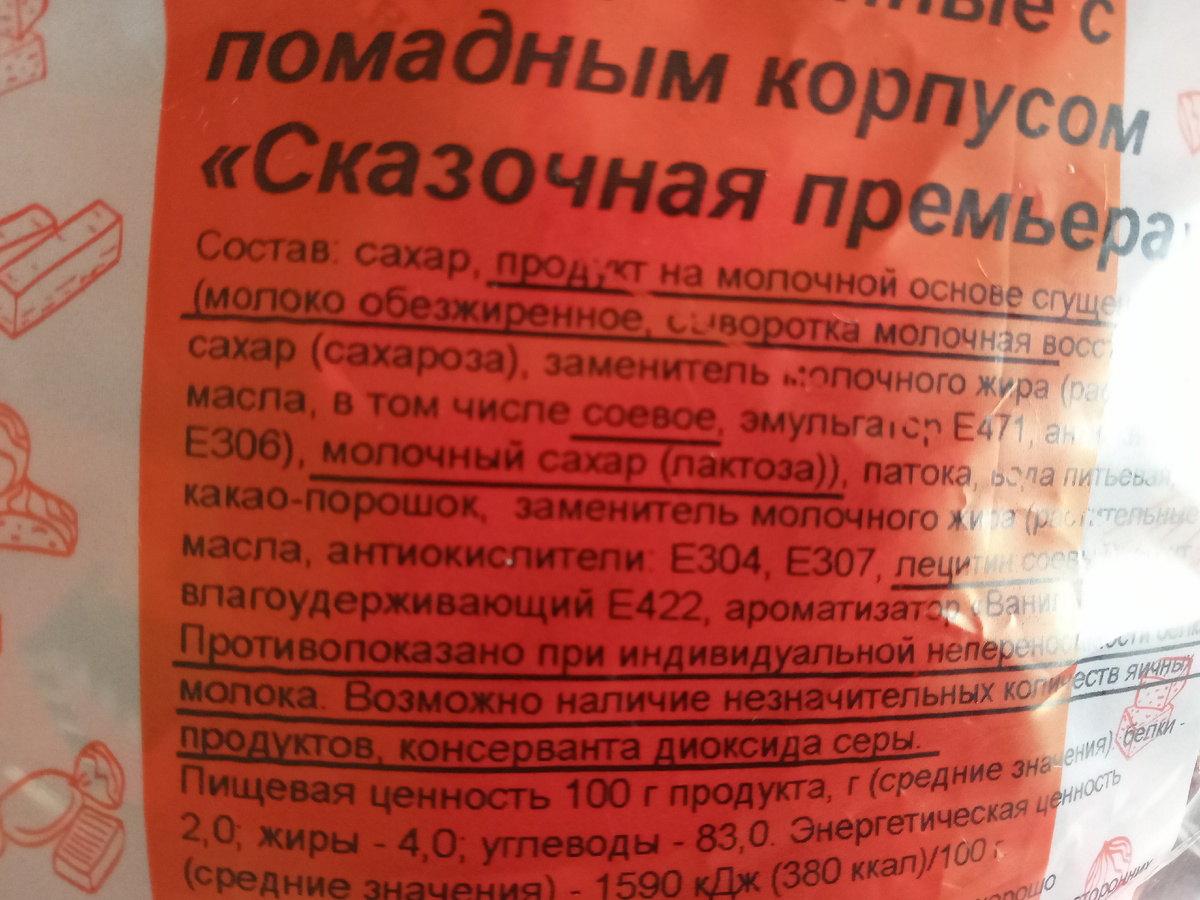 с
помадным корпусом
«Сказочная премьера»
Состав: сахар, продукт на молочной основе
(молоко обезжиренное, сыворотка молочная
сахар (сахароза), заменитель молочного жира
масла, в том числе соевое, эмульгатор Е471,
Е306), молочный сахар (лактоза)), патока, вода питьевая,
какао-порошок, заменитель молочного жира (растительные
масла, антиокислители: Е304, Е307, лецитин
влагоудерживающий Е422, ароматизатор
Противопоказано при индивидуальной непереносимости
молока. Возможно наличие незначительных количеств яичных
продуктов, консерванта диоксида серы.
Пищевая ценность 100 г продукта, г (средние значения): белки -
2,0; жиры - 4,0; углеводы - 83,0. Энергетическая ценность
(средние значения) - 1590 кДж (380 ккал)/100 г.